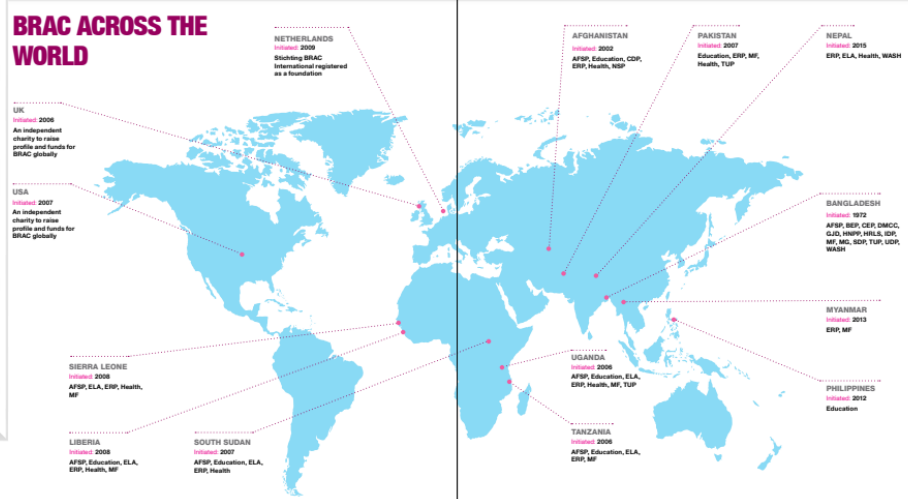 BRAC ACROSS THE
WORLD
NETHERLANDS
Initiated: 2009
Stichting BRAC
International registered
as a foundation
AFGHANISTAN
Initiated: 2002
AFSP, Education, CDP,
ERP, Health, NSP
PAKISTAN
Initiated: 2007
Education, ERP, MF,
Health, TUP
NEPAL
Initiated: 2015
ERP, ELA, Health, WASH
UK
Initiated: 2006
An independent
charity to raise
profile and funds for
BRAC globally
USA
Initiated: 2007
An independent
charity to raise
profile and funds for
BRAC globally
BANGLADESH
Initiated: 1972
AFSP, BEP, CEP, DMCC,
GJD, HNPP, HRLS, IDP,
MF, MG, SDP, TUP, UDP,
WASH
MYANMAR
Initiated: 2013
ERP, MF
SIERRA LEONE
Initiated: 2008
AFSP, ELA, ERP, Health,
MF
UGANDA
Initiated: 2006
AFSP, Education, ELA,
ERP, Health, MF, TUP
PHILIPPINES
Initiated: 2012
Education
LIBERIA
Initiated: 2008
AFSP, Education, ELA,
ERP, Health, MF
SOUTH SUDAN
Initiated: 2007
AFSP, Education, ELA,
ERP, Health
TANZANIA
Initiated: 2006
AFSP, Education, ELA,
ERP, MF